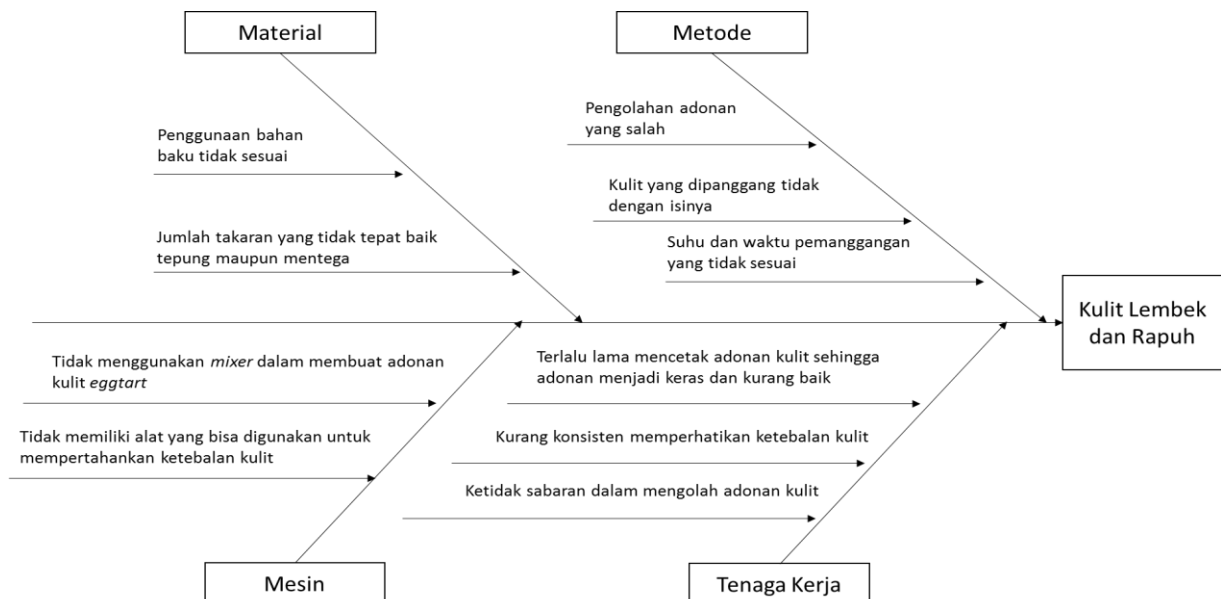 Material
Metode
Penggunaan bahan
baku tidak sesuai
Jumlah takaran yang tidak tepat baik
tepung maupun mentega
Pengolahan adonan
yang salah
Kulit yang dipanggang tidak
dengan isinya
Suhu dan waktu pemanggangan
yang tidak sesuai
Kulit Lembek
dan Rapuh
Tidak menggunakan mixer dalam membuat adonan
kulit eggtart
Tidak memiliki alat yang bisa digunakan untuk
mempertahankan ketebalan kulit
Terlalu lama mencetak adonan kulit sehingga
adonan menjadi keras dan kurang baik
Kurang konsisten memperhatikan ketebalan kulit
Ketidak sabaran dalam mengolah adonan kulit
Mesin
Tenaga Kerja